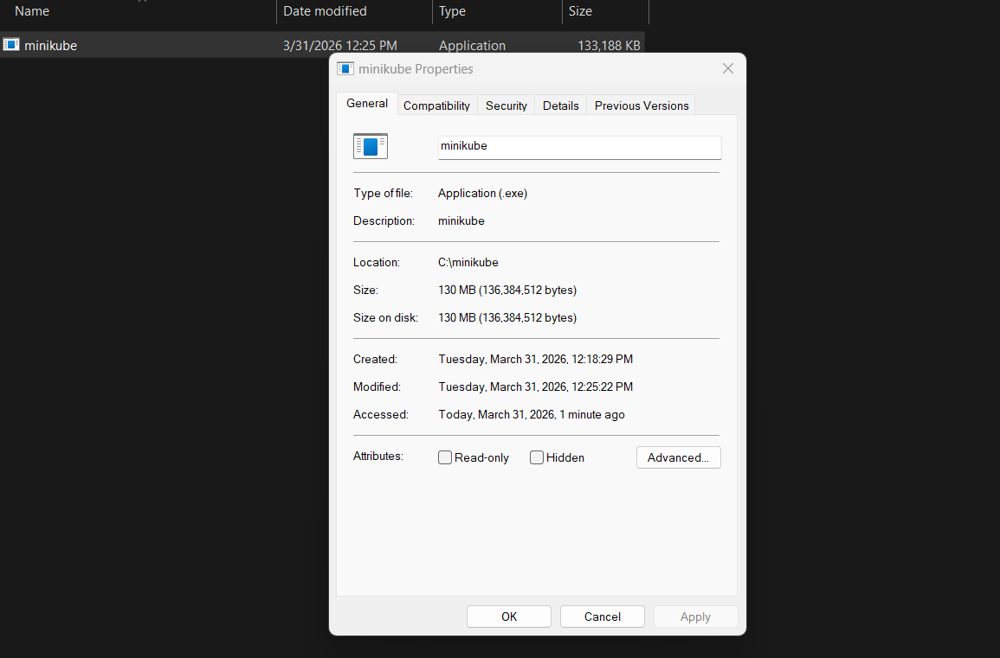 Name Date modified Type Size
minikube 3/31/2026 12:25 PM Application 133,188 KB
minikube Properties
General Compatibility Security Details Previous Versions
minikube
Type of file: Application (.exe)
Description: minikube
Location: C:\minikube
Size: 130 MB (136,384,512 bytes)
Size on disk: 130 MB (136,384,512 bytes)
Created: Tuesday, March 31, 2026, 12:18:29 PM
Modified: Tuesday, March 31, 2026, 12:25:22 PM
Accessed: Today, March 31, 2026, 1 minute ago
Attributes: Read-only Hidden Advanced...
OK Cancel Apply